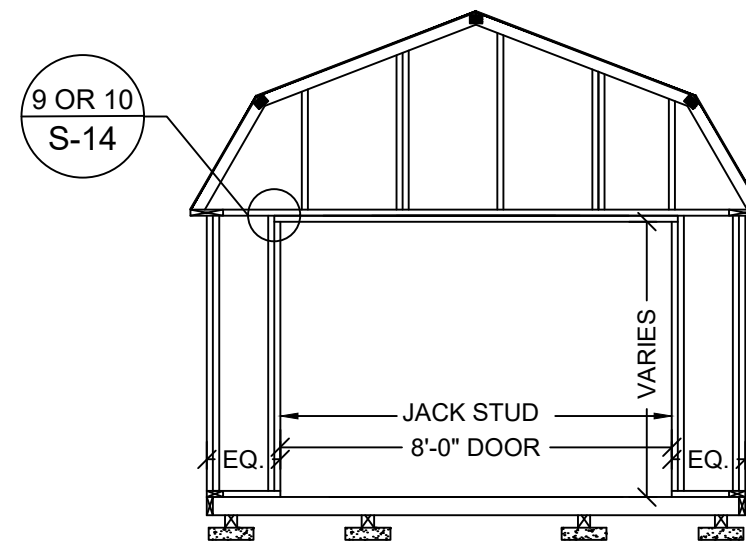 9 OR 10
S-14
VARIES
JACK STUD
8'-0" DOOR
EQ.
EQ.